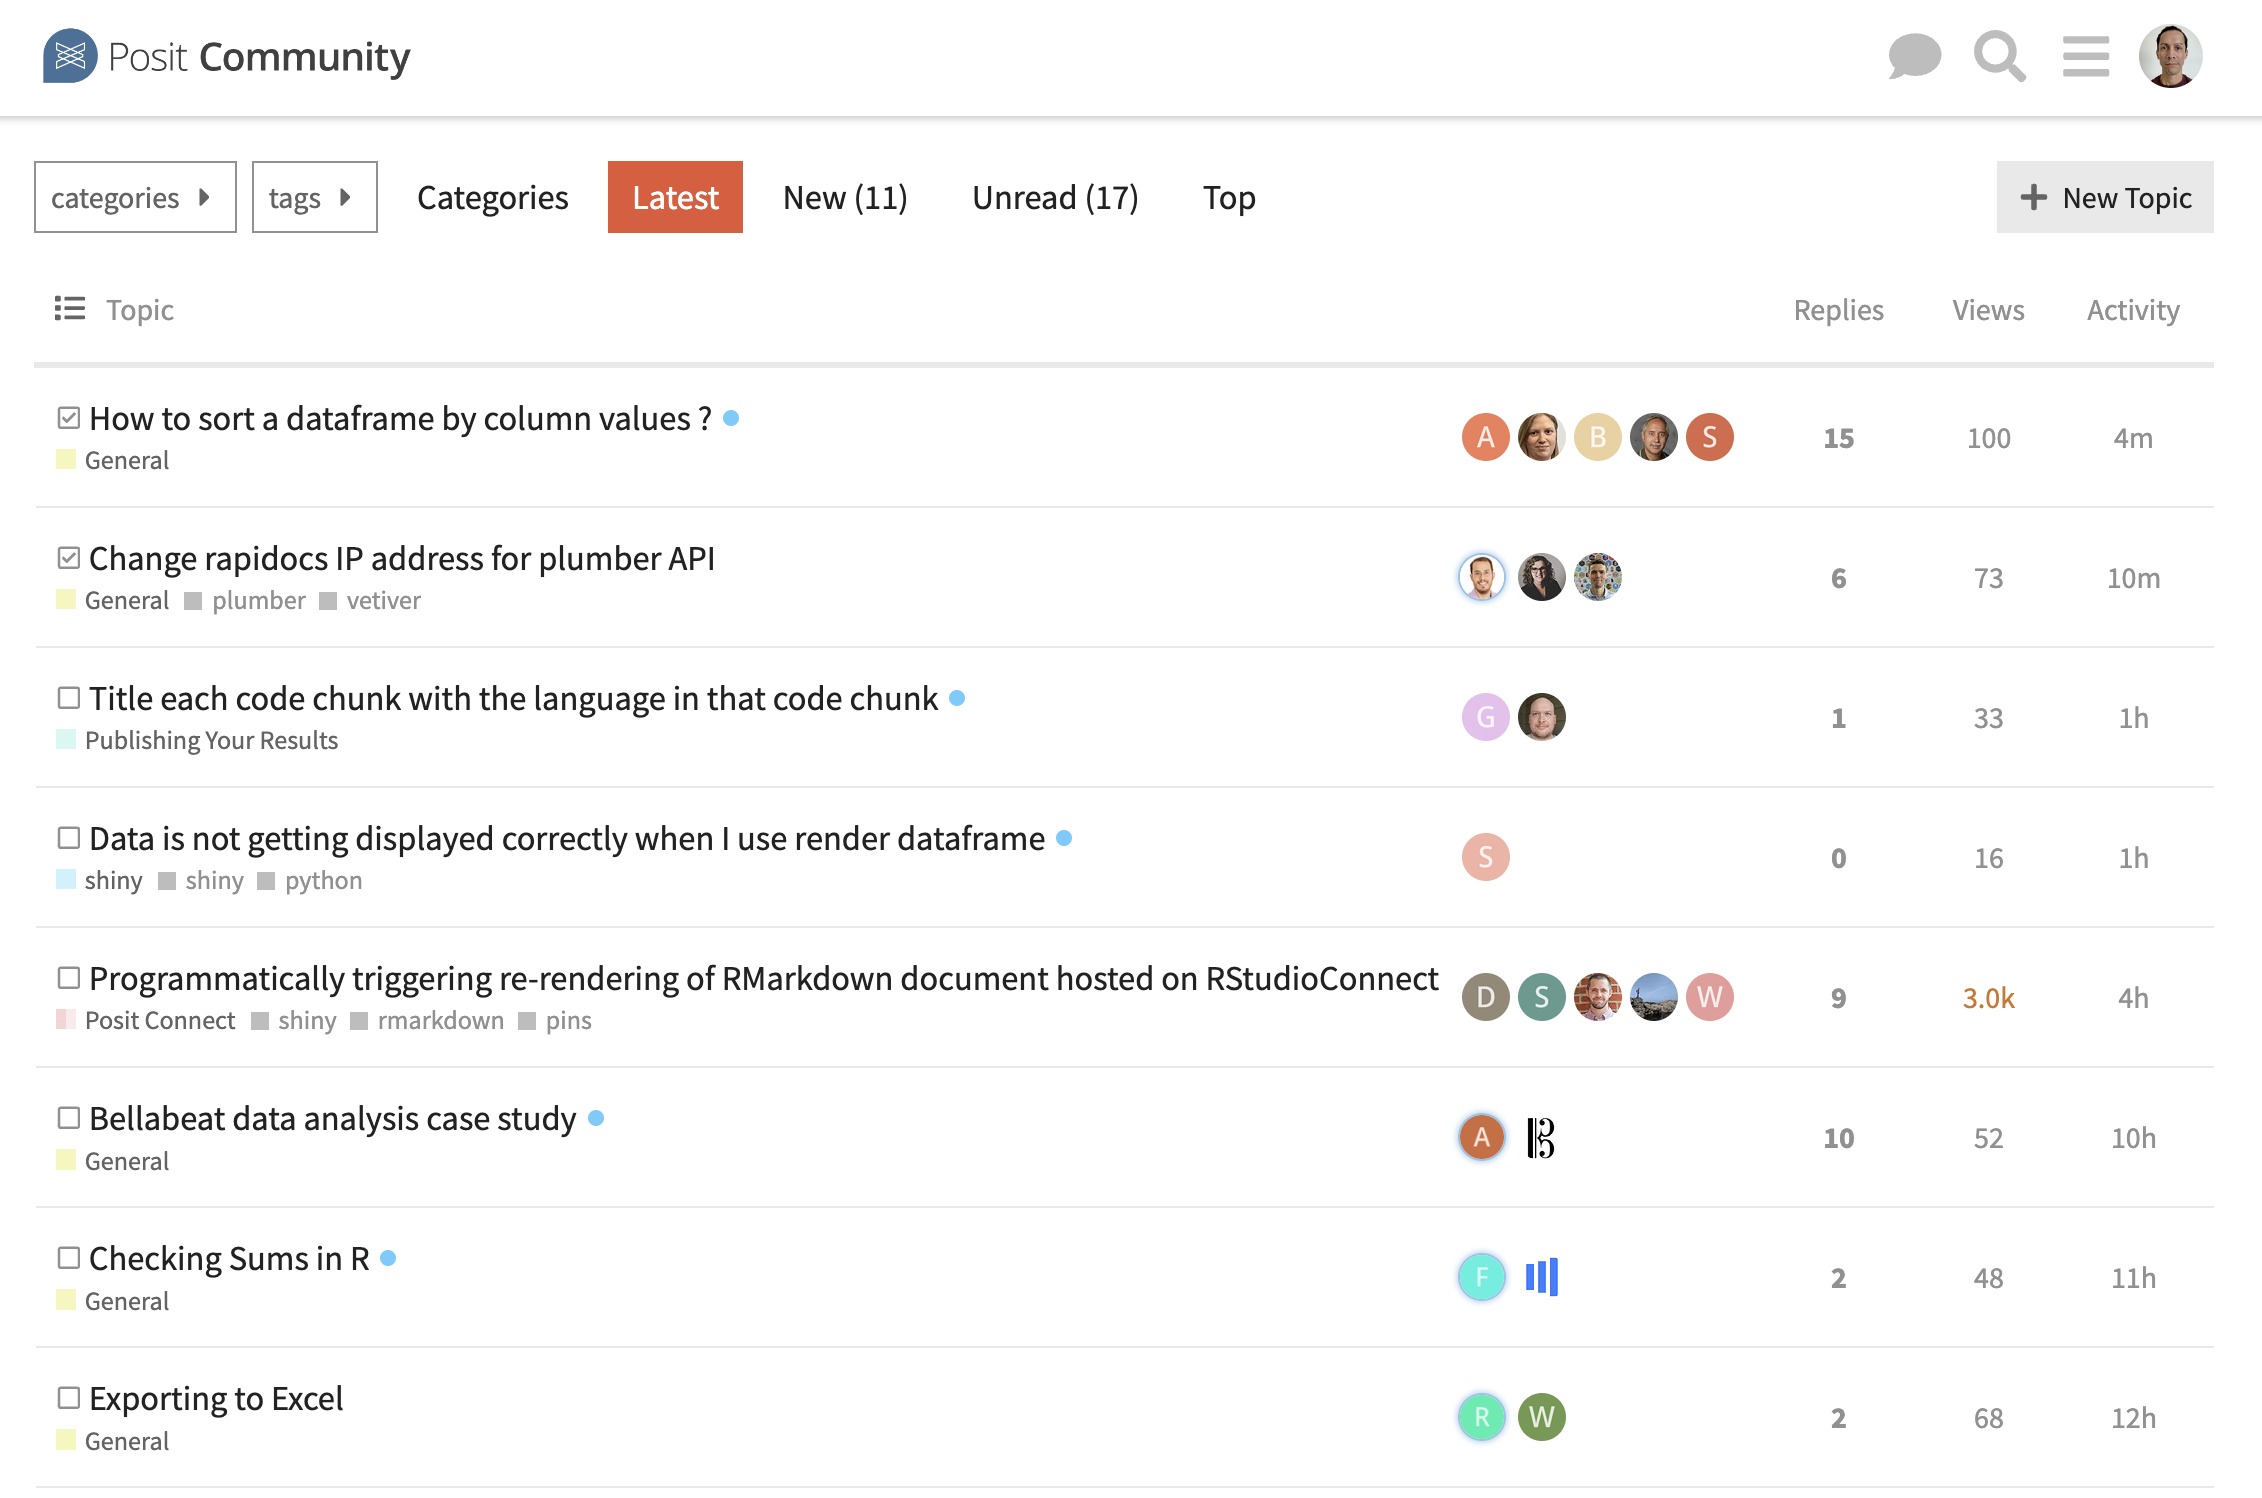 Posit Community
categories tags Categories Latest New (11) Unread (17) Top New Topic
Topic Replies Views Activity
How to sort a dataframe by column values ? A B S 15 100 4m
General
Change rapidocs IP address for plumber API 6 73 10m
General plumber vetiver
Title each code chunk with the language in that code chunk G 1 33 1h
Publishing Your Results
Data is not getting displayed correctly when I use render dataframe S 0 16 1h
shiny shiny python
Programmatically triggering re-rendering of RMarkdown document hosted on RStudioConnect D S W 9 3.0k 4h
Posit Connect shiny rmarkdown pins
Bellabeat data analysis case study A 10 52 10h
General
Checking Sums in R F 2 48 11h
General
Exporting to Excel R W 2 68 12h
General